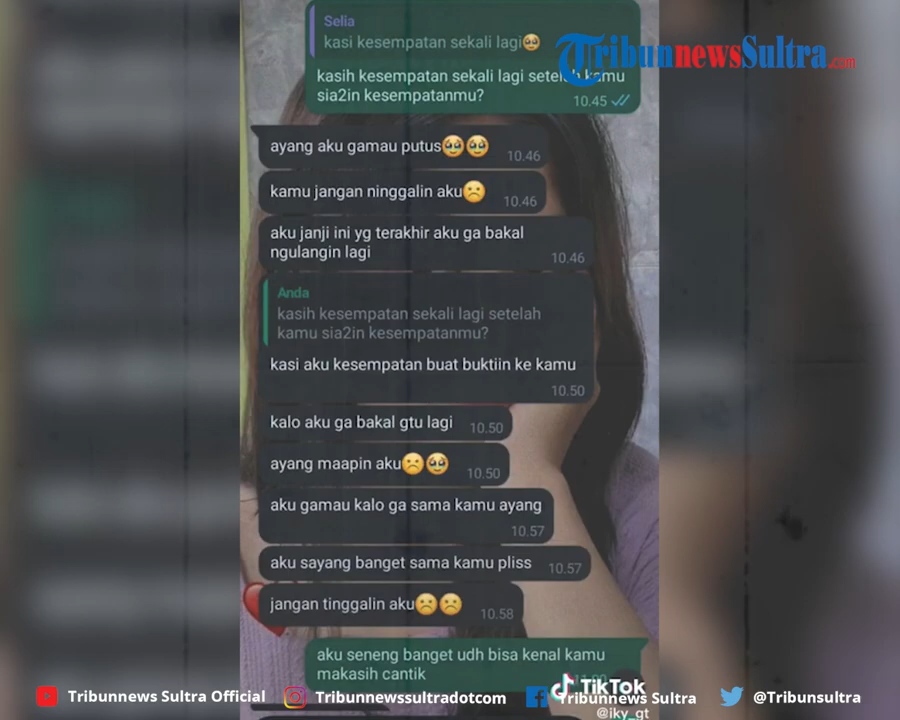 Selia
kasi kesempatan sekali lagi🥹
TribunnewsSultra.com
kasih kesempatan sekali lagi setelah kamu
sia2in kesempatanmu?
10.45
ayang aku gamau putus🥹🥹
10.46
kamu jangan ninggalin aku☹️
10.46
aku janji ini yg terakhir aku ga bakal
ngulangin lagi
10.46
Anda
kasih kesempatan sekali lagi setelah
kamu sia2in kesempatanmu?
kasi aku kesempatan buat buktiin ke kamu
10.50
kalo aku ga bakal gtu lagi
10.50
ayang maapin aku☹️🥹
10.50
aku gamau kalo ga sama kamu ayang
10.57
aku sayang banget sama kamu pliss
10.57
jangan tinggalin aku☹️☹️
10.58
aku seneng banget udh bisa kenal kamu
makasih cantik
TikTok
@iky_gt
Tribunnews Sultra Official
Tribunnewssultradotcom
Tribunnews Sultra
@Tribunsultra